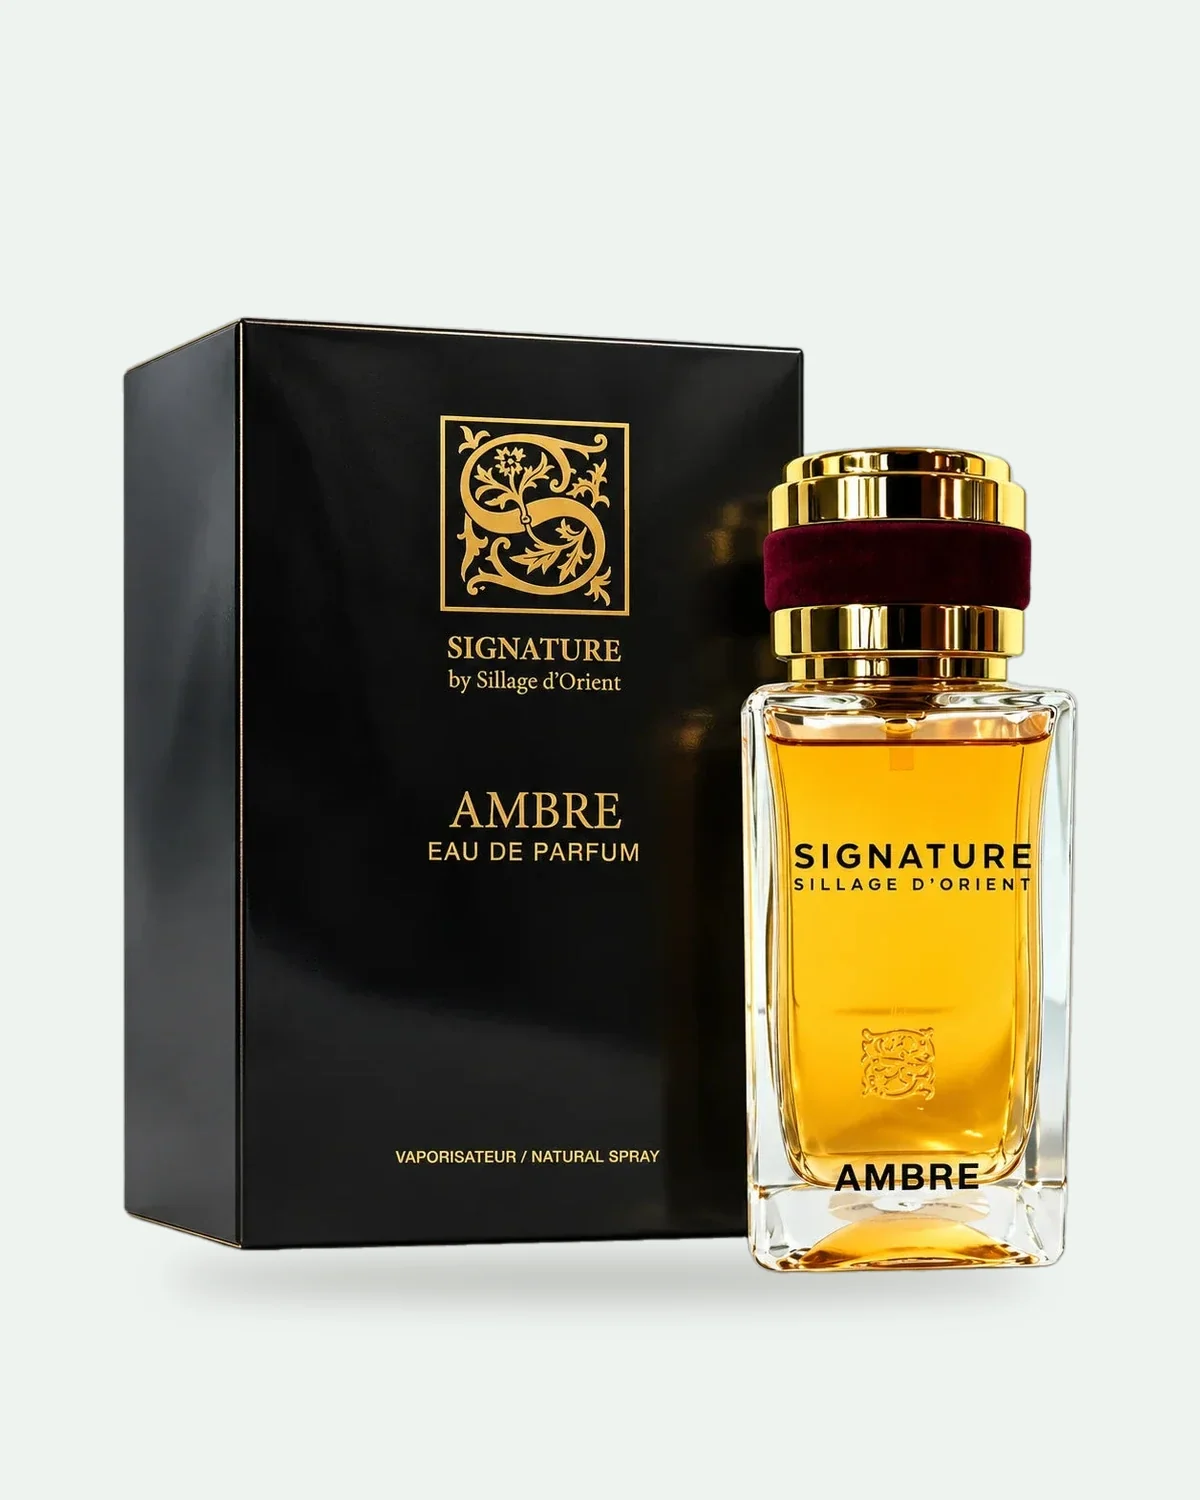 SIGNATURE
by Sillage d'Orient
AMBRE
EAU DE PARFUM
VAPORISATEUR / NATURAL SPRAY
SIGNATURE
SILLAGE D'ORIENT
AMBRE